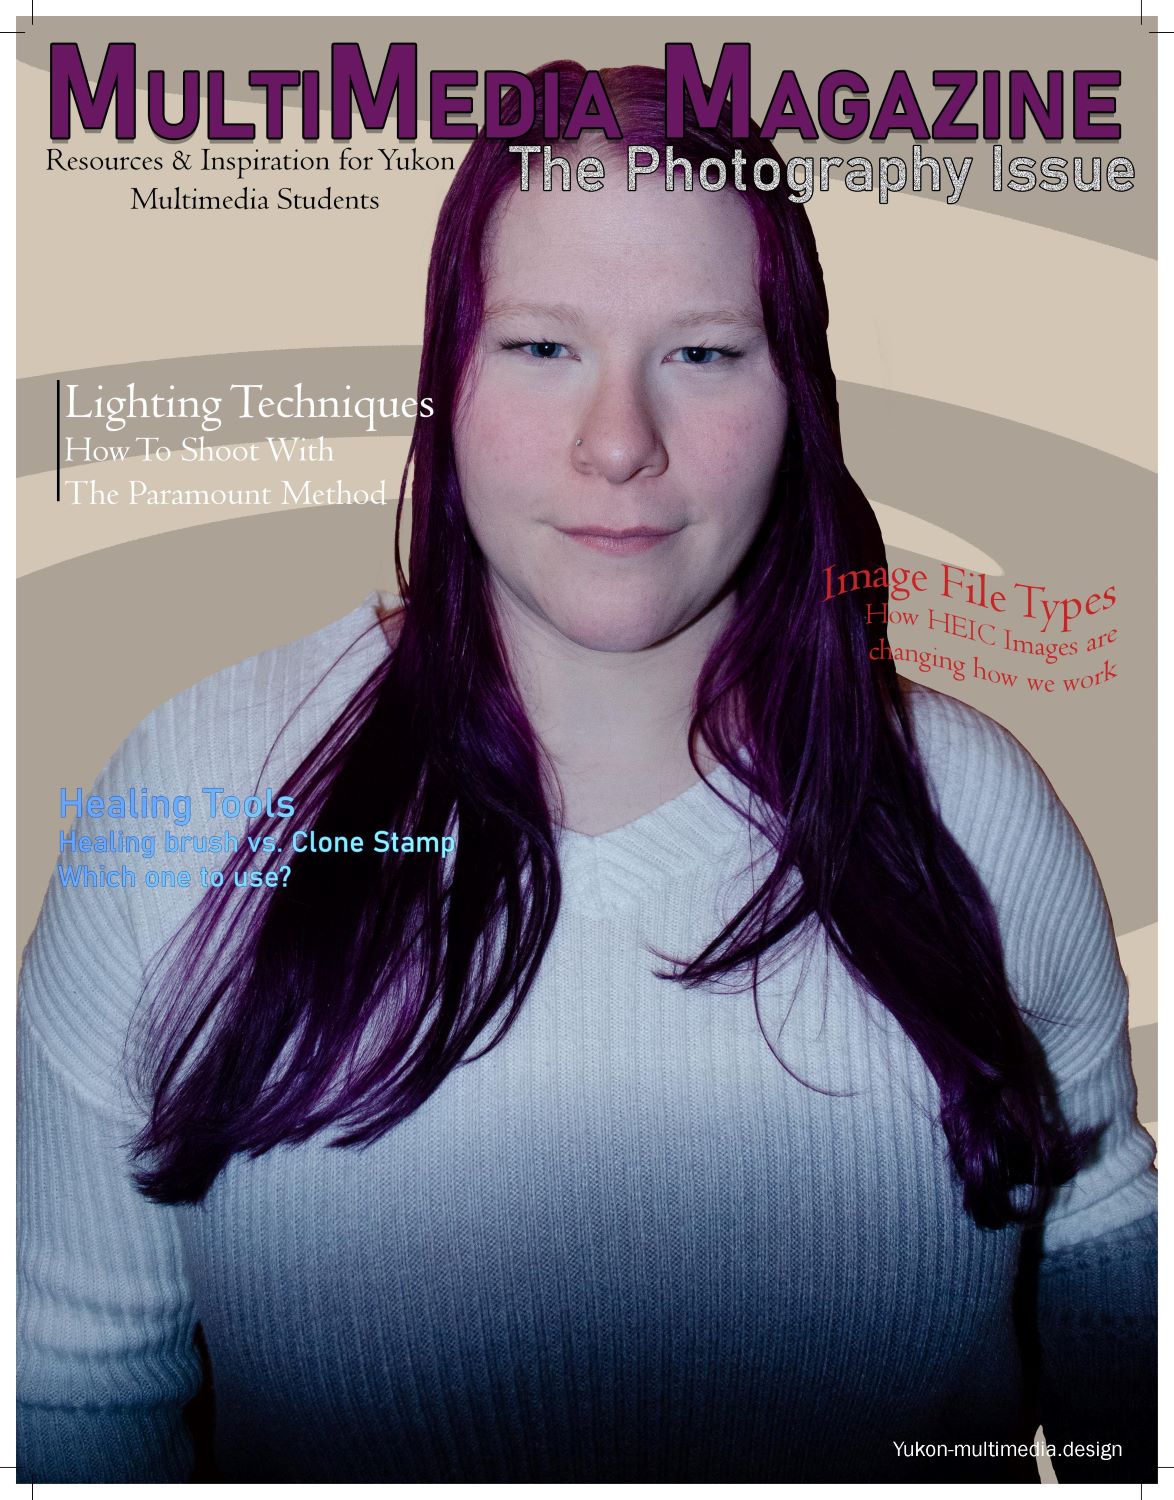 MultiMedia Magazine
Resources & Inspiration for Yukon
Multimedia Students
The Photography Issue
Lighting Techniques
How To Shoot With
The Paramount Method
Image File Types
How HEIC Images are
changing how we work
Healing Tools
Healing brush vs. Clone Stamp
Which one to use?
Yukon-multimedia.design